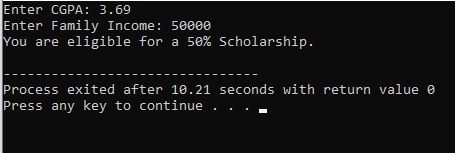 Enter CGPA: 3.69
Enter Family Income: 50000
You are eligible for a 50% Scholarship.
--------------------------------
Process exited after 10.21 seconds with return value 0
Press any key to continue . . .